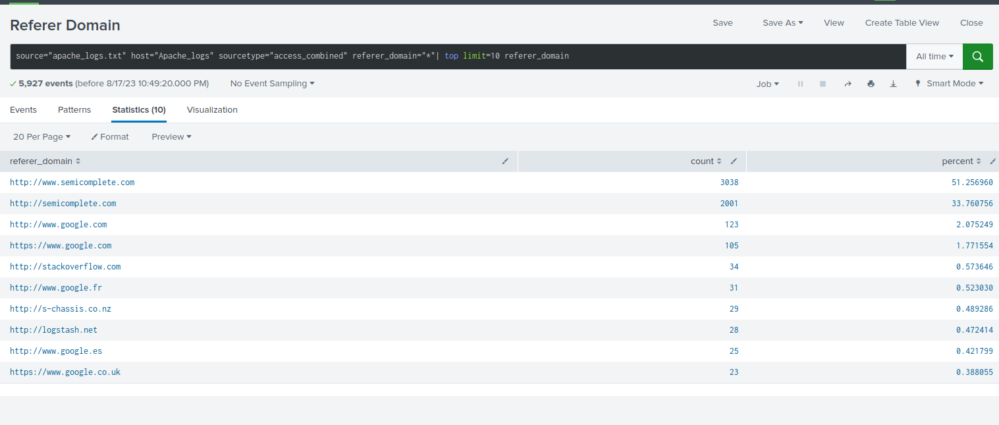 Referer Domain Save Save As View Create Table View Close
source="apache_logs.txt" host="Apache_logs" sourcetype="access_combined" referer_domain="*"| top limit=10 referer_domain All time
5,927 events (before 8/17/23 10:49:20.000 PM) No Event Sampling Job Smart Mode
Events Patterns Statistics (10) Visualization
20 Per Page Format Preview
referer_domain count percent
http://www.semicomplete.com 3038 51.256960
http://semicomplete.com 2001 33.760756
http://www.google.com 123 2.075249
https://www.google.com 105 1.771554
http://stackoverflow.com 34 0.573646
http://www.google.fr 31 0.523030
http://s-chassis.co.nz 29 0.489286
http://logstash.net 28 0.472414
http://www.google.es 25 0.421799
https://www.google.co.uk 23 0.388055